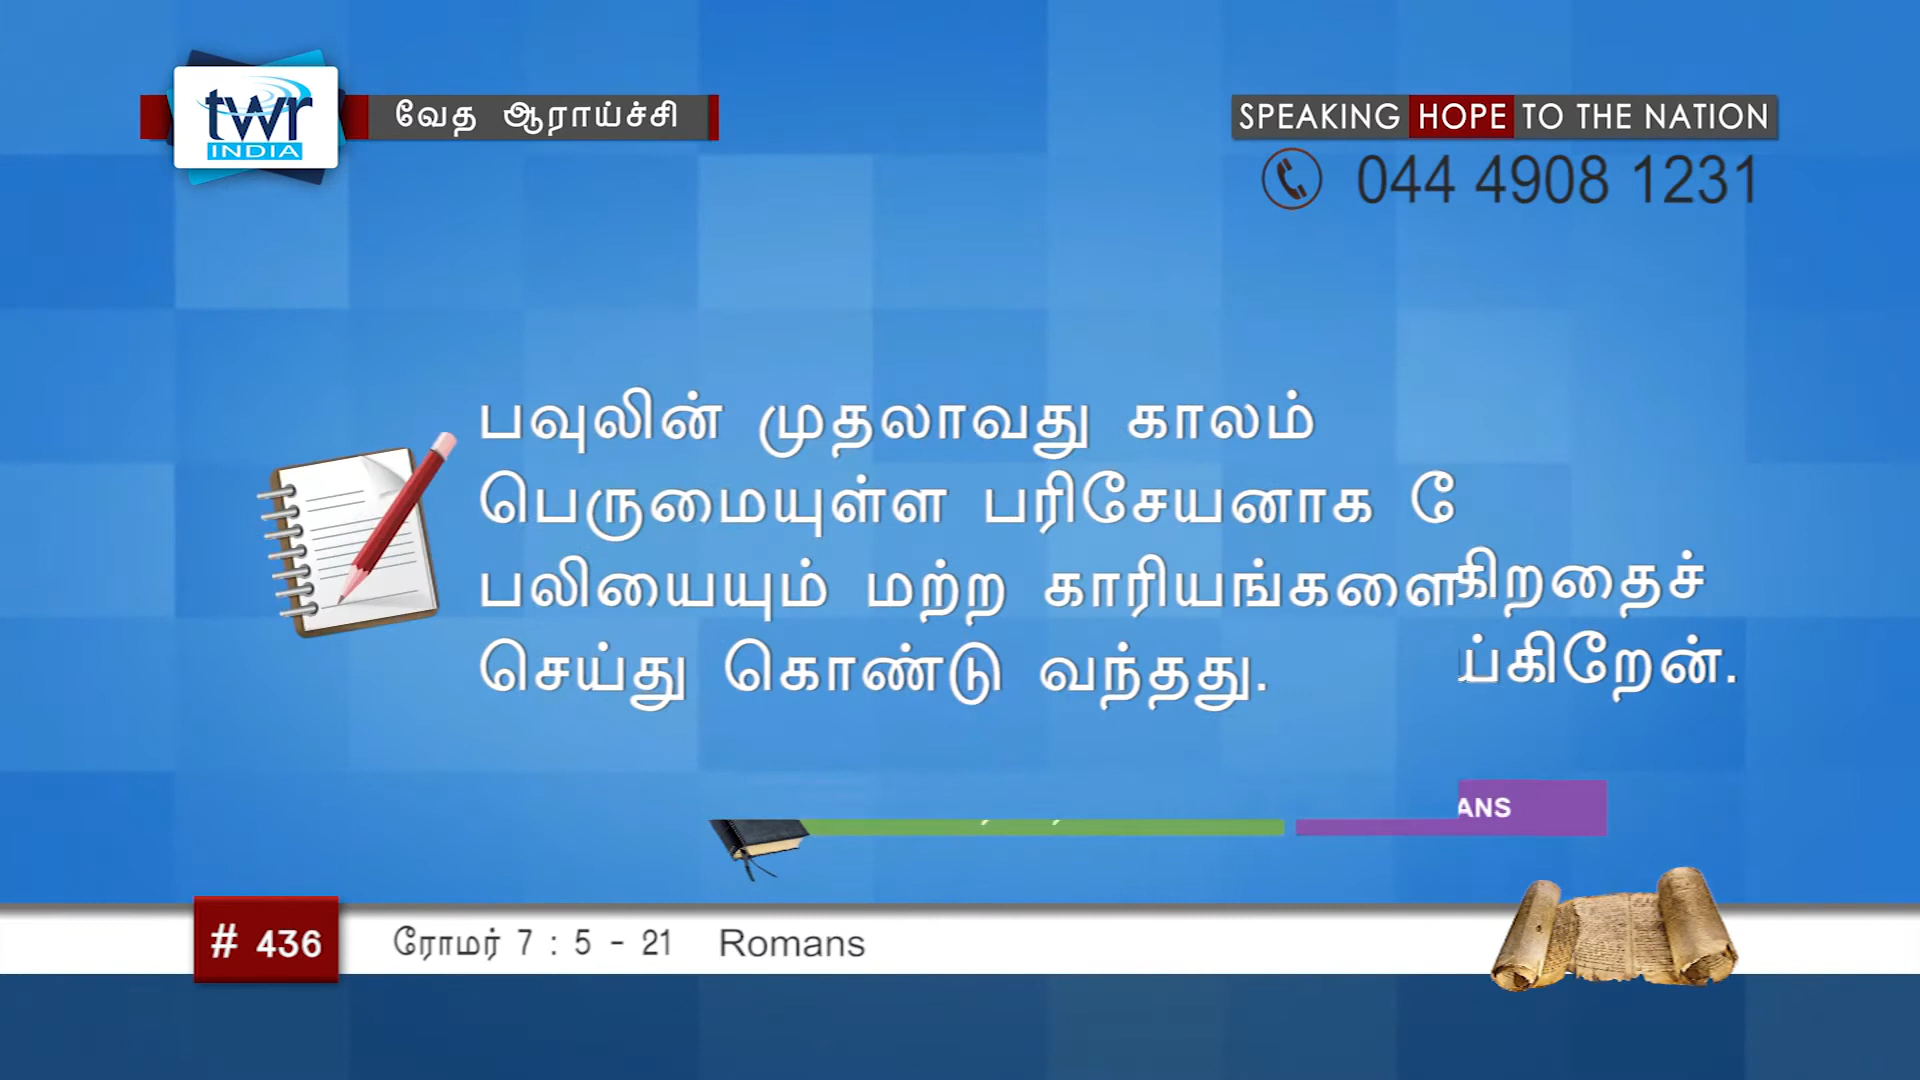 twr
INDIA
வேத ஆராய்ச்சி
SPEAKING HOPE TO THE NATION
044 4908 1231
பவுலின் முதலாவது காலம்
பெருமையுள்ள பரிசேயனாக
பலியையும் மற்ற காரியங்களை
செய்து கொண்டு வந்தது.
# 436
ரோமர் 7 : 5 - 21 Romans